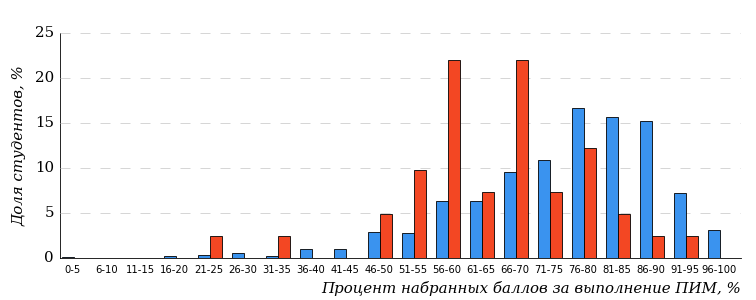 Доля студентов, %
25
20
15
10
5
0
0-5 6-10 11-15 16-20 21-25 26-30 31-35 36-40 41-45 46-50 51-55 56-60 61-65 66-70 71-75 76-80 81-85 86-90 91-95 96-100
Процент набранных баллов за выполнение ПИМ, %